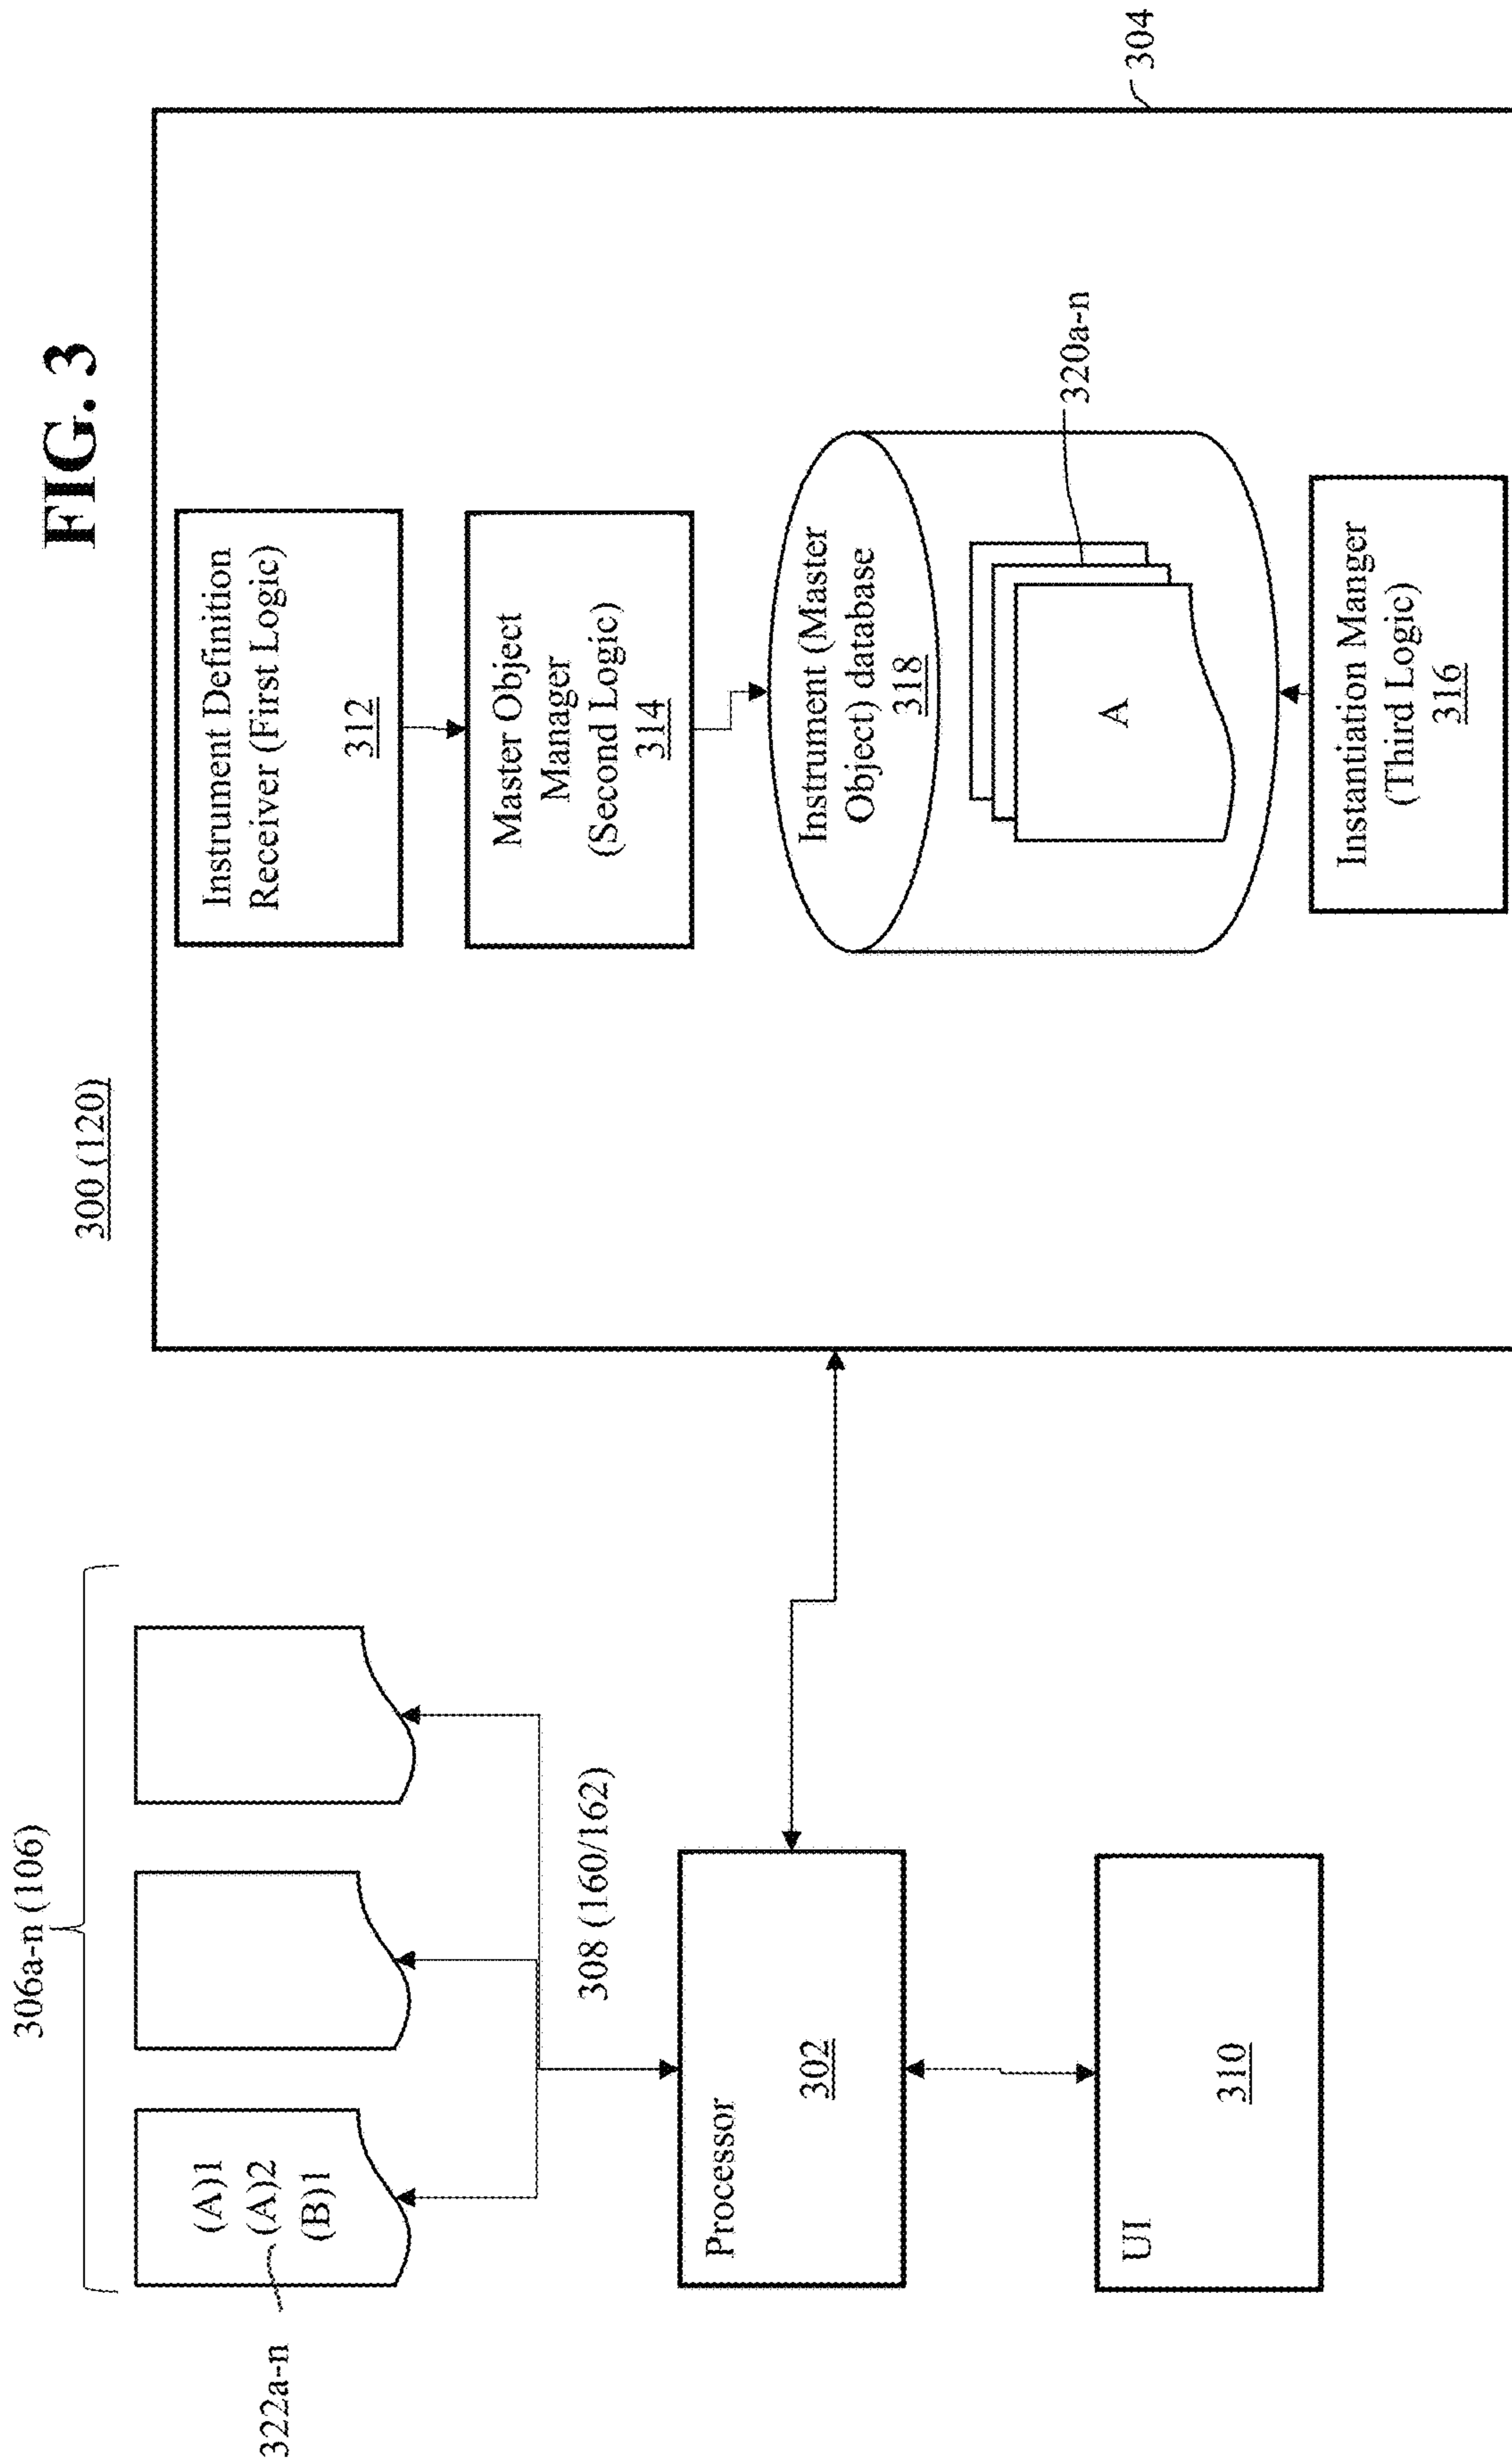 FIG. 3
300 (120)
306a-n (106)
(A)1
(A)2
(B)1
322a-n
308 (160/162)
Processor
302
UI
310
Instrument Definition
Receiver (First Logic)
312
Master Object
Manager
(Second Logic)
314
Instrument (Master
Object) database
318
A
320a-n
Instantiation Manger
(Third Logic)
316
304